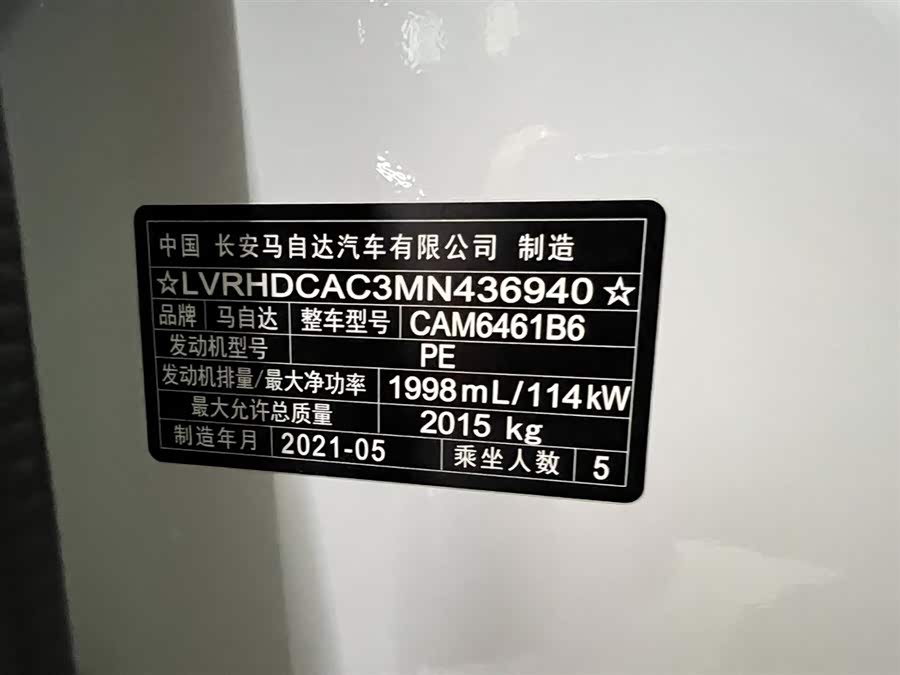 中国 长安马自达汽车有限公司 制造
☆LVRHDCAC3MN436940☆
品牌 马自达 整车型号 CAM6461B6
发动机型号 PE
发动机排量/最大净功率 1998mL/114kW
最大允许总质量 2015 kg
制造年月 2021-05 乘坐人数 5